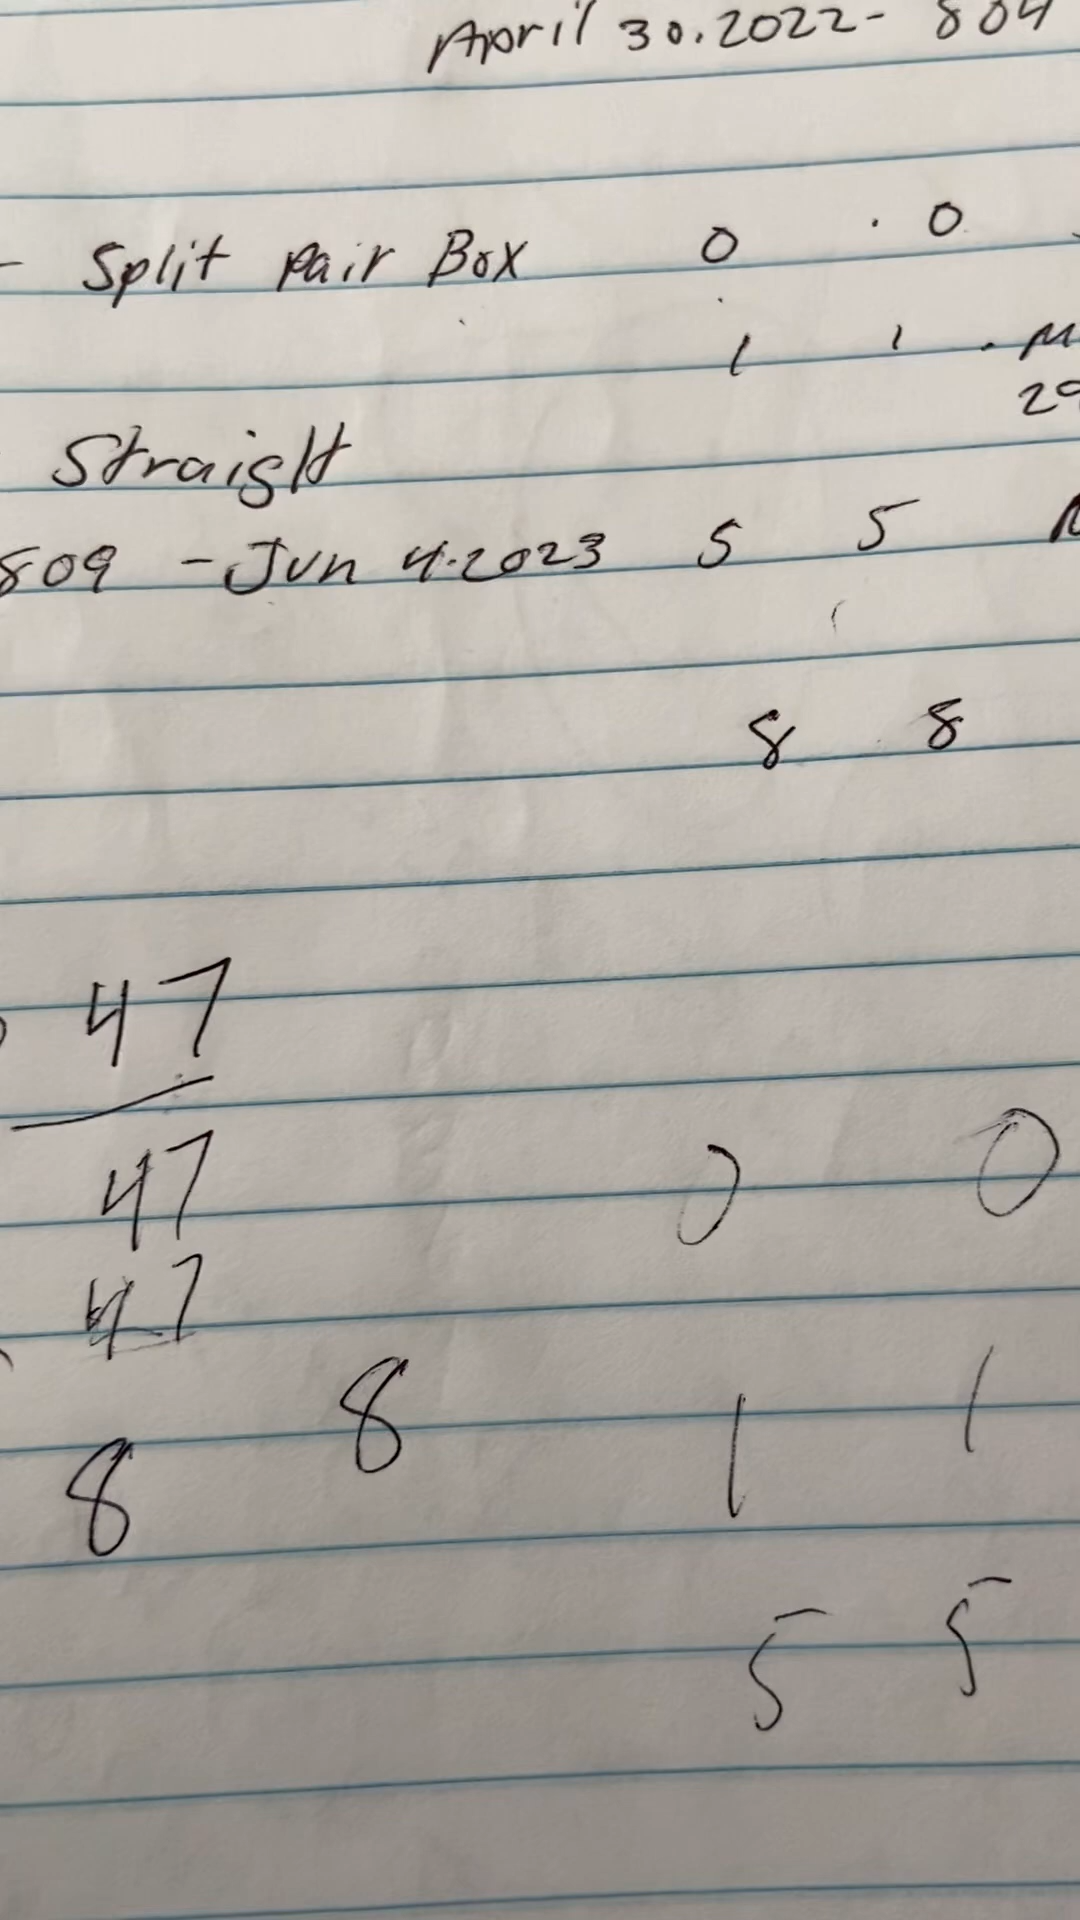 April 30.2022- 804
- Split Pair Box 0 . 0
1 1 . M
29
Straight
809 - Jun 4.2023 5 5
8 8
47
47 0 0
47
8 8 1 1
5 5